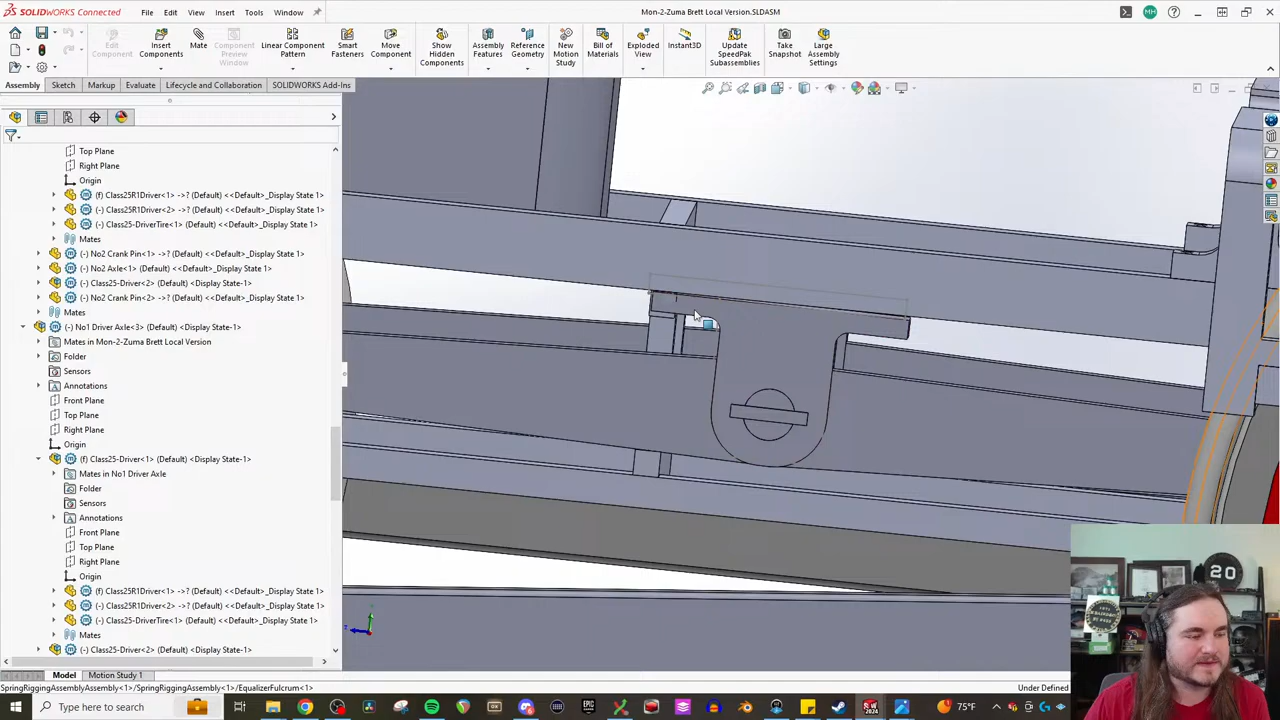 SOLIDWORKS Connected
File
Edit
View
Insert
Tools
Window
Mon-2-Zuma Brett Local Version.SLDASM
MH
Edit Component
Insert Components
Mate
Component Preview Window
Linear Component Pattern
Smart Fasteners
Move Component
Show Hidden Components
Assembly Features
Reference Geometry
New Motion Study
Bill of Materials
Exploded View
Instant3D
Update SpeedPak Subassemblies
Take Snapshot
Large Assembly Settings
Assembly
Sketch
Markup
Evaluate
Lifecycle and Collaboration
SOLIDWORKS Add-Ins
Top Plane
Right Plane
Origin
(f) Class25R1Driver<1> ->? (Default) <<Default>_Display State 1>
(-) Class25R1Driver<2> ->? (Default) <<Default>_Display State 1>
(-) Class25-DriverTire<1> (Default) <<Default>_Display State 1>
Mates
(-) No2 Crank Pin<1> ->? (Default) <<Default>_Display State 1>
(-) No2 Axle<1> (Default) <<Default>_Display State 1>
(-) Class25-Driver<2> (Default) <Display State-1>
(-) No2 Crank Pin<2> ->? (Default) <<Default>_Display State 1>
Mates
(-) No1 Driver Axle<3> (Default) <Display State-1>
Mates in Mon-2-Zuma Brett Local Version
Folder
Sensors
Annotations
Front Plane
Top Plane
Right Plane
Origin
(f) Class25-Driver<1> (Default) <Display State-1>
Mates in No1 Driver Axle
Folder
Sensors
Annotations
Front Plane
Top Plane
Right Plane
Origin
(f) Class25R1Driver<1> ->? (Default) <<Default>_Display State 1>
(-) Class25R1Driver<2> ->? (Default) <<Default>_Display State 1>
(-) Class25-DriverTire<1> (Default) <<Default>_Display State 1>
Mates
(-) Class25-Driver<2> (Default) <Display State-1>
20
Model
Motion Study 1
SpringRiggingAssemblyAssembly<1>/SpringRiggingAssembly<1>/EqualizerFulcrum<1>
Under Defined
Type here to search
75°F